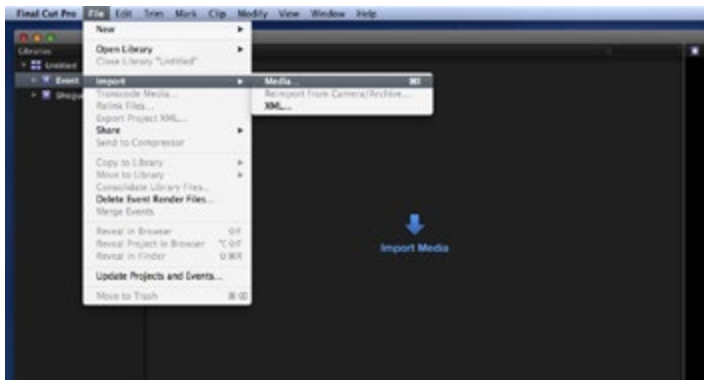 Final Cut Pro File Edit Trim Mark Clip Modify View Window Help
Libraries
Untitled
Event
Shogu
New
Open Library
Close Library "Untitled"
Import
Transcode Media...
Relink Files...
Export Project XML...
Share
Send to Compressor
Copy to Library
Move to Library
Consolidate Library Files...
Delete Event Render Files...
Merge Events
Reveal in Browser ⇧F
Reveal Project in Browser ⌥⇧F
Reveal in Finder ⇧⌘R
Update Projects and Events...
Move to Trash ⌘⌫
Media... ⌘I
Reimport from Camera/Archive...
XML...
Import Media